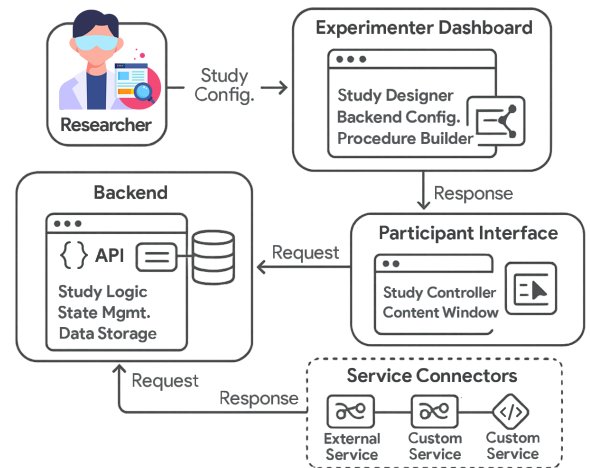 Researcher
Study
Config.
Experimenter Dashboard
Study Designer
Backend Config.
Procedure Builder
Response
Backend
{} API
Study Logic
State Mgmt.
Data Storage
Request
Participant Interface
Study Controller
Content Window
Request
Response
Service Connectors
</>
External
Service
Custom
Service
Custom
Service